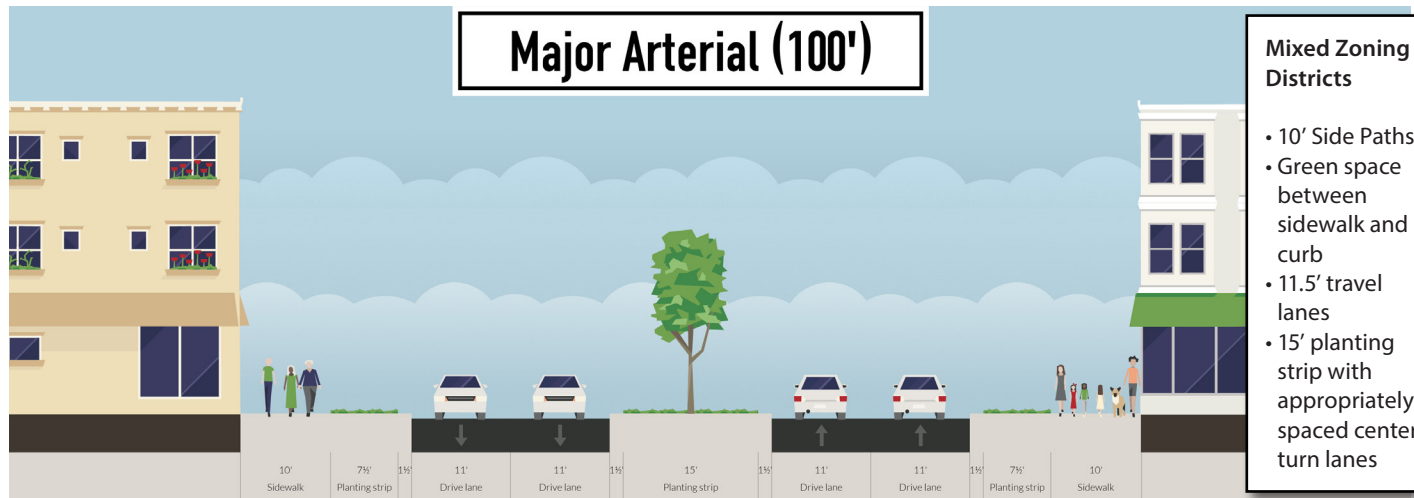 Major Arterial (100')
Mixed Zoning
Districts
• 10’ Side Paths
• Green space
between
sidewalk and
curb
• 11.5’ travel
lanes
• 15’ planting
strip with
appropriately
spaced center
turn lanes
10' 7½' 1½' 11' 11' 1½' 15' 1½' 11' 11' 1½' 7½' 10'
Sidewalk Planting strip Drive lane Drive lane Planting strip Drive lane Drive lane Planting strip Sidewalk